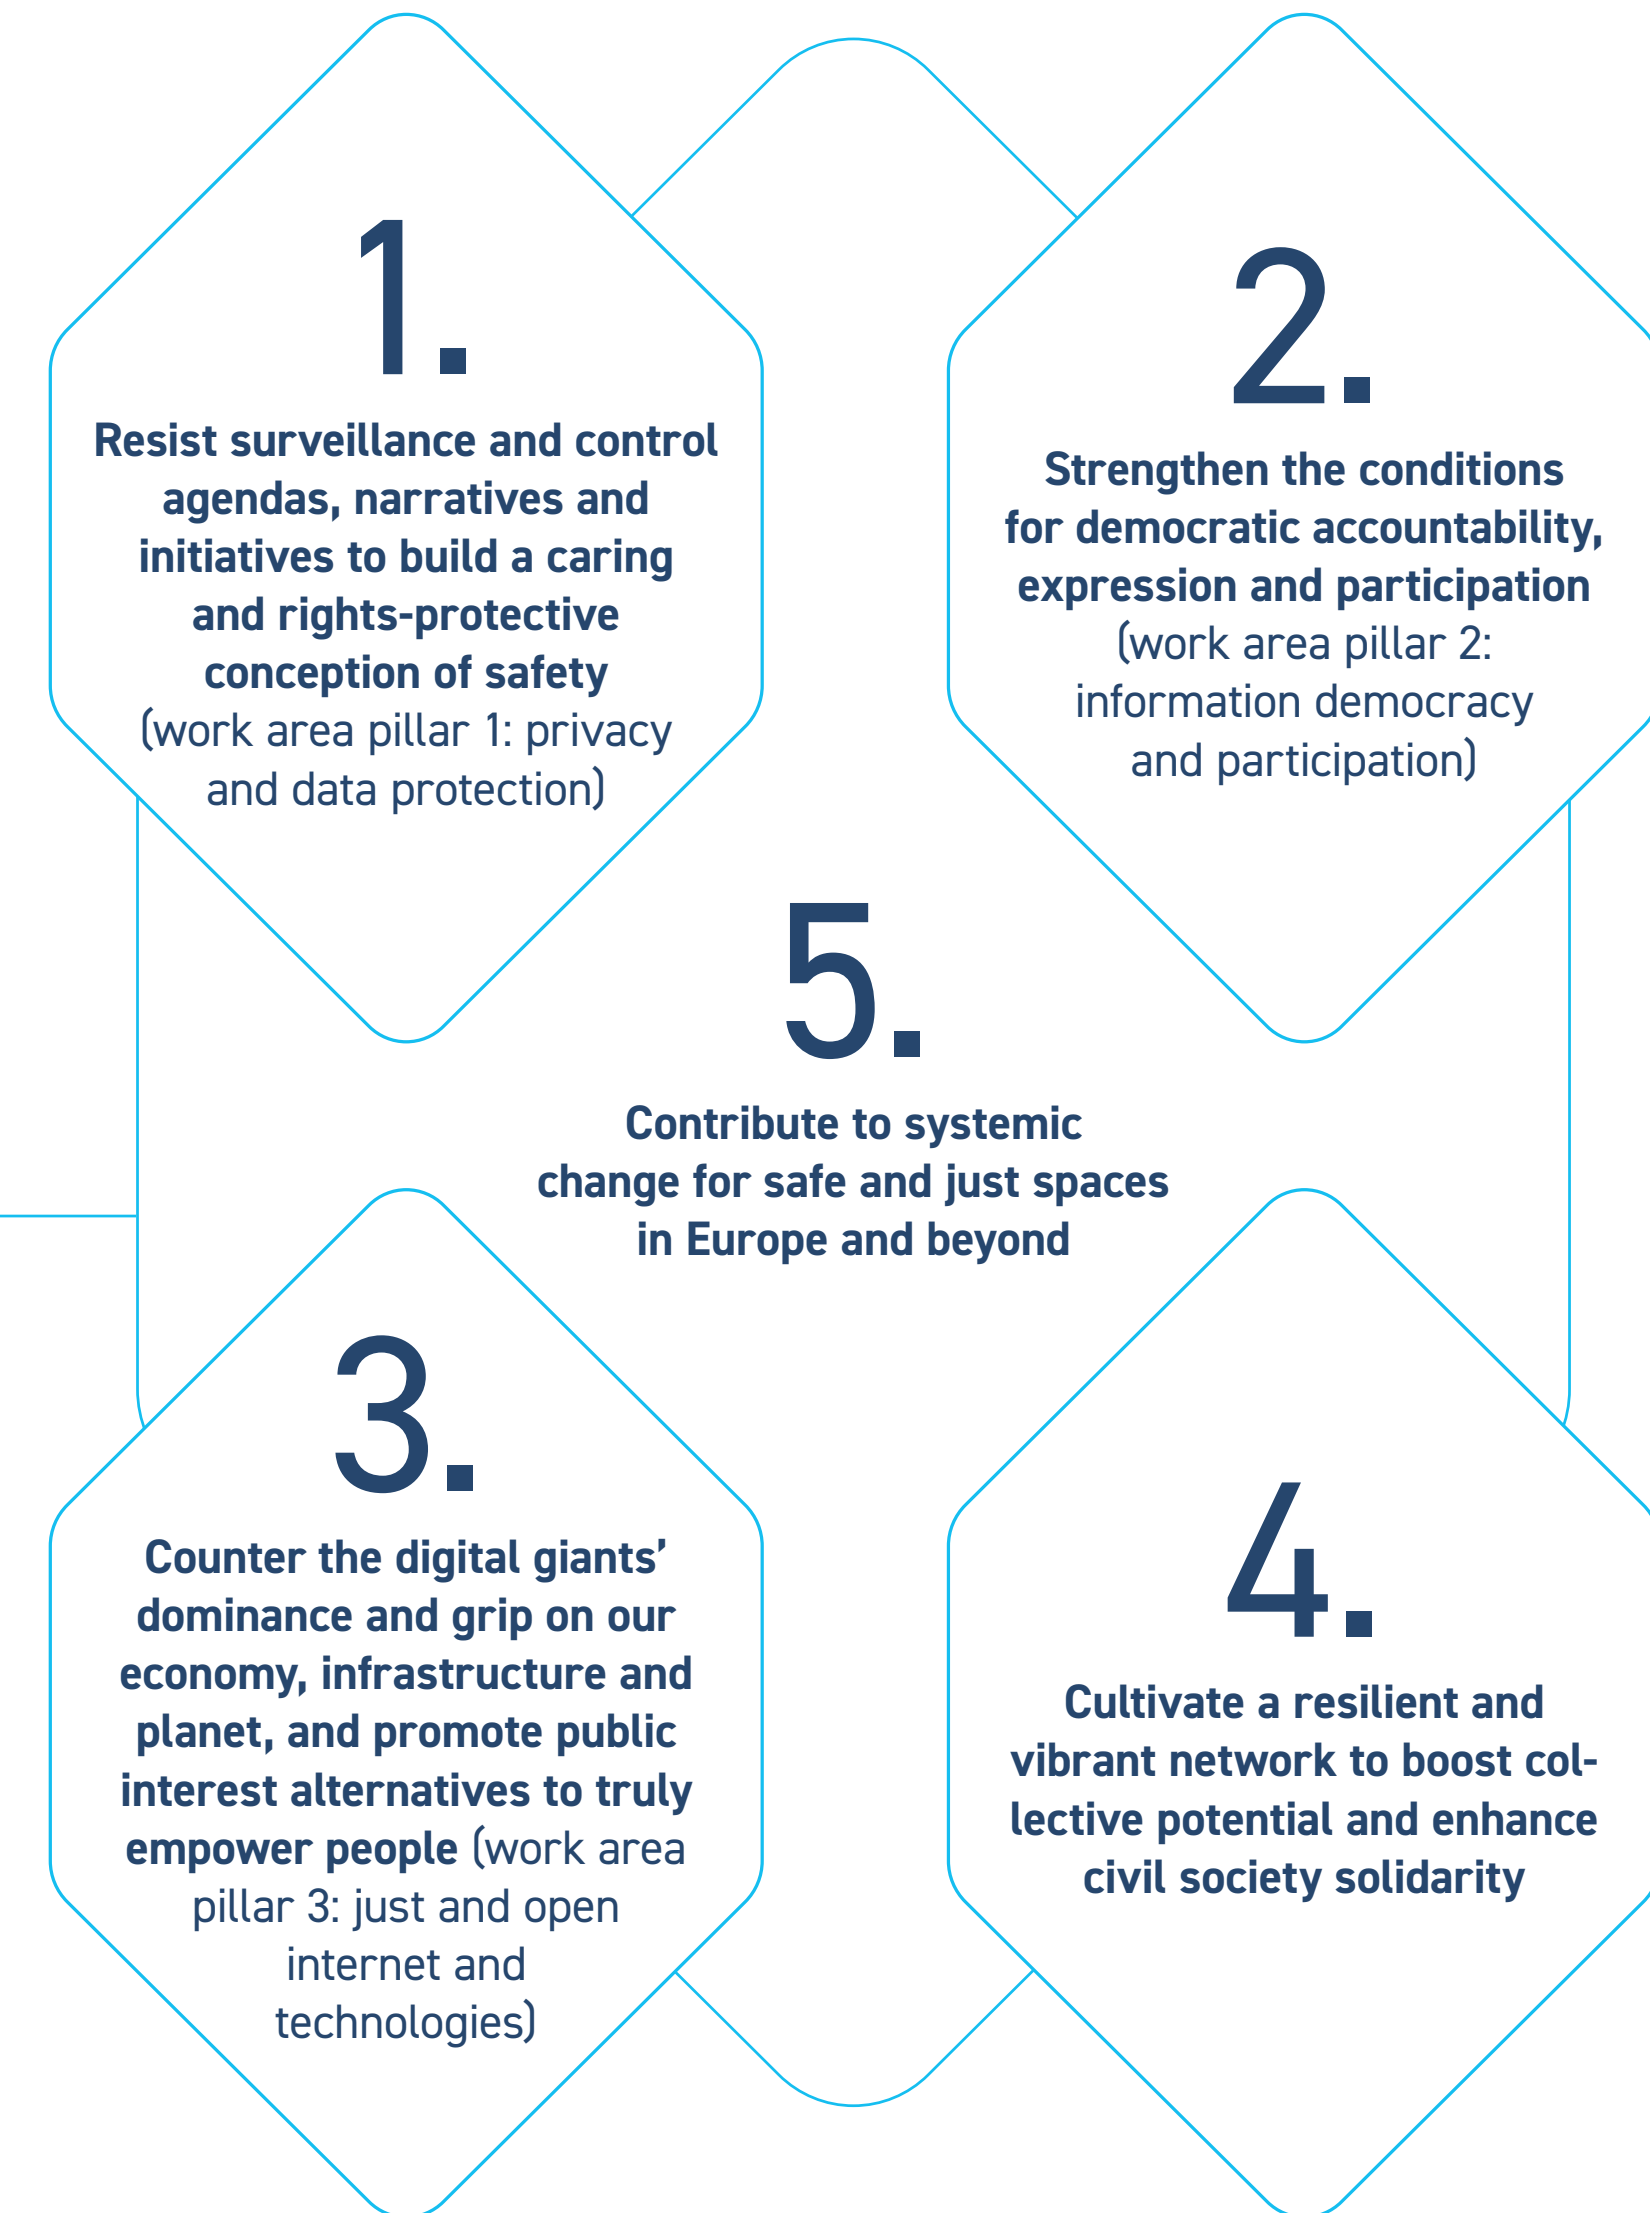 1.
Resist surveillance and control
agendas, narratives and
initiatives to build a caring
and rights-protective
conception of safety
(work area pillar 1: privacy
and data protection)
2.
Strengthen the conditions
for democratic accountability,
expression and participation
(work area pillar 2:
information democracy
and participation)
5.
Contribute to systemic
change for safe and just spaces
in Europe and beyond
3.
Counter the digital giants’
dominance and grip on our
economy, infrastructure and
planet, and promote public
interest alternatives to truly
empower people (work area
pillar 3: just and open
internet and
technologies)
4.
Cultivate a resilient and
vibrant network to boost col-
lective potential and enhance
civil society solidarity